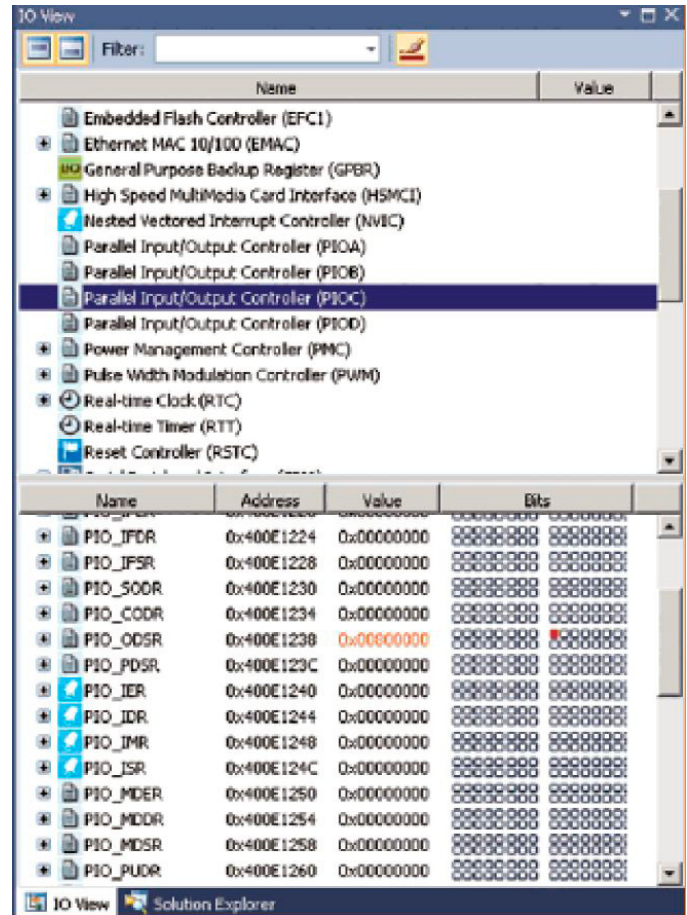 IO View
Filter:
Name Value
Embedded Flash Controller (EFC1)
Ethernet MAC 10/100 (EMAC)
General Purpose Backup Register (GPBR)
High Speed MultiMedia Card Interface (HSMCI)
Nested Vectored Interrupt Controller (NVIC)
Parallel Input/Output Controller (PIOA)
Parallel Input/Output Controller (PIOB)
Parallel Input/Output Controller (PIOC)
Parallel Input/Output Controller (PIOD)
Power Management Controller (PMC)
Pulse Width Modulation Controller (PWM)
Real-time Clock (RTC)
Real-time Timer (RTT)
Reset Controller (RSTC)
Name Address Value Bits
PIO_IFDR 0x400E1224 0x00000000
PIO_IFSR 0x400E1228 0x00000000
PIO_SODR 0x400E1230 0x00000000
PIO_CODR 0x400E1234 0x00000000
PIO_ODSR 0x400E1238 0x00800000
PIO_PDSR 0x400E123C 0x00000000
PIO_IER 0x400E1240 0x00000000
PIO_IDR 0x400E1244 0x00000000
PIO_IMR 0x400E1248 0x00000000
PIO_ISR 0x400E124C 0x00000000
PIO_MDER 0x400E1250 0x00000000
PIO_MDDR 0x400E1254 0x00000000
PIO_MDSR 0x400E1258 0x00000000
PIO_PUDR 0x400E1260 0x00000000
IO View Solution Explorer